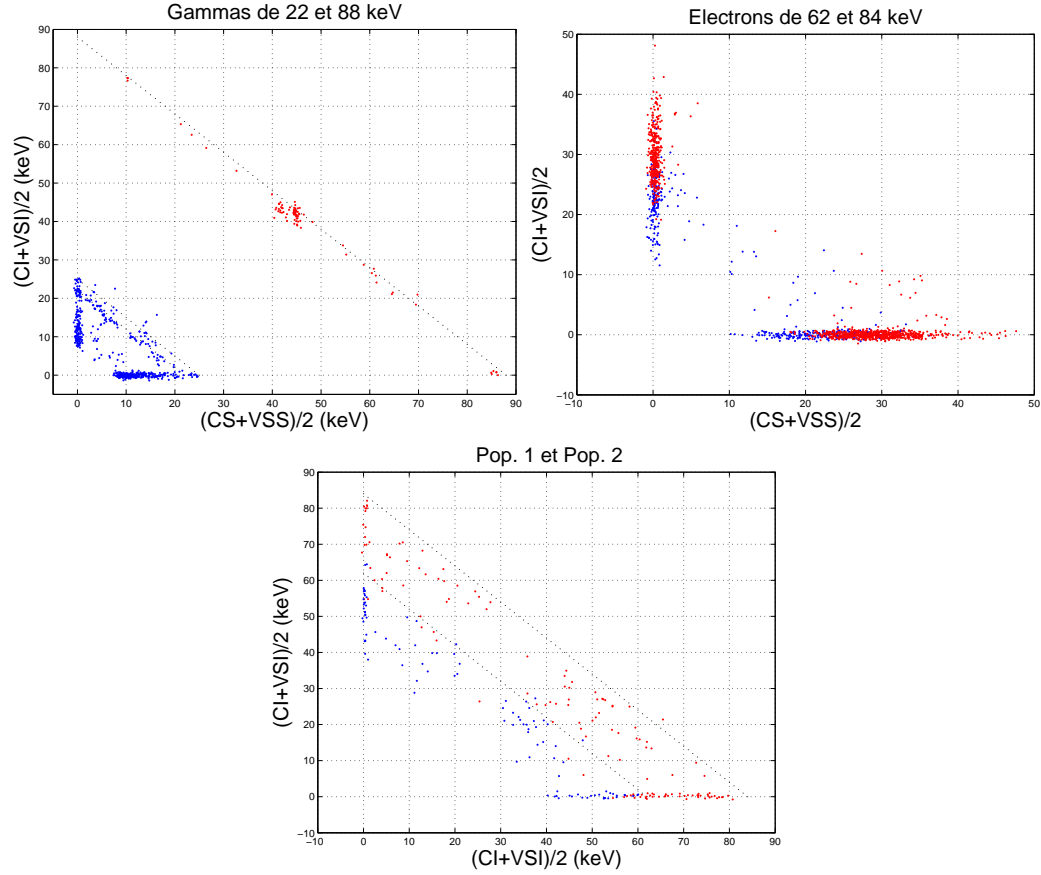 Gammas de 22 et 88 keV
90
80
70
60
50
40
30
20
10
0
(CI+VSI)/2 (keV)
0 10 20 30 40 50 60 70 80 90
(CS+VSS)/2 (keV)
Electrons de 62 et 84 keV
50
40
30
20
10
0
−10
(CI+VSI)/2
−10 0 10 20 30 40 50
(CS+VSS)/2
Pop. 1 et Pop. 2
90
80
70
60
50
40
30
20
10
0
−10
(CI+VSI)/2 (keV)
−10 0 10 20 30 40 50 60 70 80 90
(CI+VSI)/2 (keV)